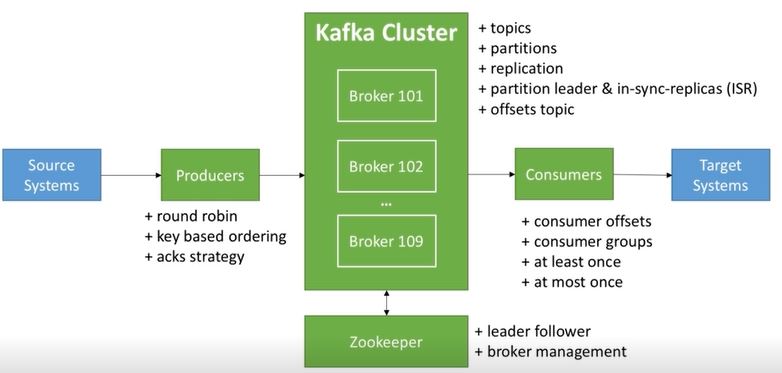 Kafka Cluster
Broker 101
Broker 102
...
Broker 109
+ topics
+ partitions
+ replication
+ partition leader & in-sync-replicas (ISR)
+ offsets topic
Source
Systems
Producers
+ round robin
+ key based ordering
+ acks strategy
Consumers
+ consumer offsets
+ consumer groups
+ at least once
+ at most once
Target
Systems
Zookeeper
+ leader follower
+ broker management